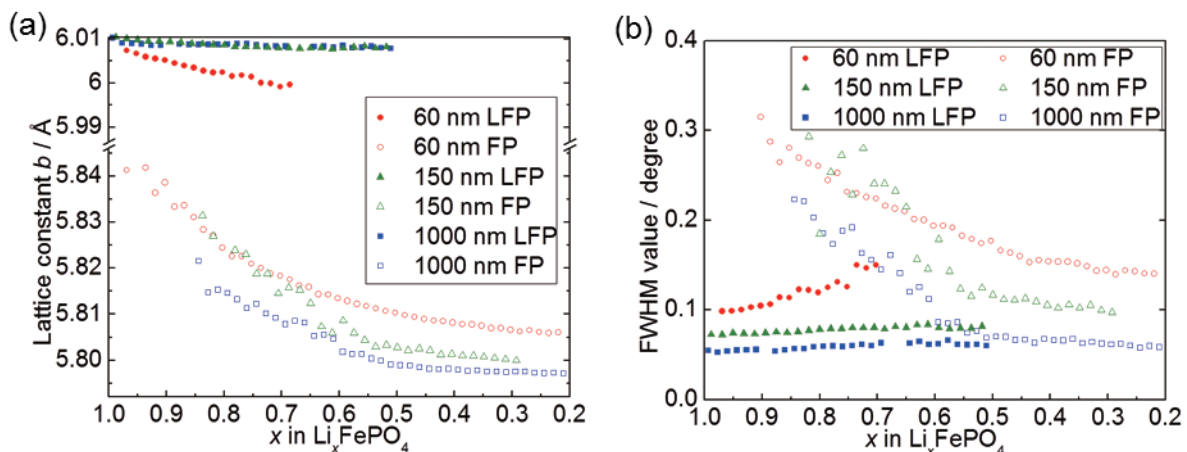 (a)
Lattice constant b / Å
6.01
6
5.99
5.84
5.82
5.81
5.80
60 nm LFP
60 nm FP
150 nm LFP
150 nm FP
1000 nm LFP
1000 nm FP
1.0 0.9 0.8 0.7 0.6 0.5 0.4 0.3 0.2
x in LixFePO4
(b)
FWHM value / degree
0.4
0.3
0.2
0.1
0.0
60 nm LFP 60 nm FP
150 nm LFP 150 nm FP
1000 nm LFP 1000 nm FP
1.0 0.9 0.8 0.7 0.6 0.5 0.4 0.3 0.2
x in LixFePO4